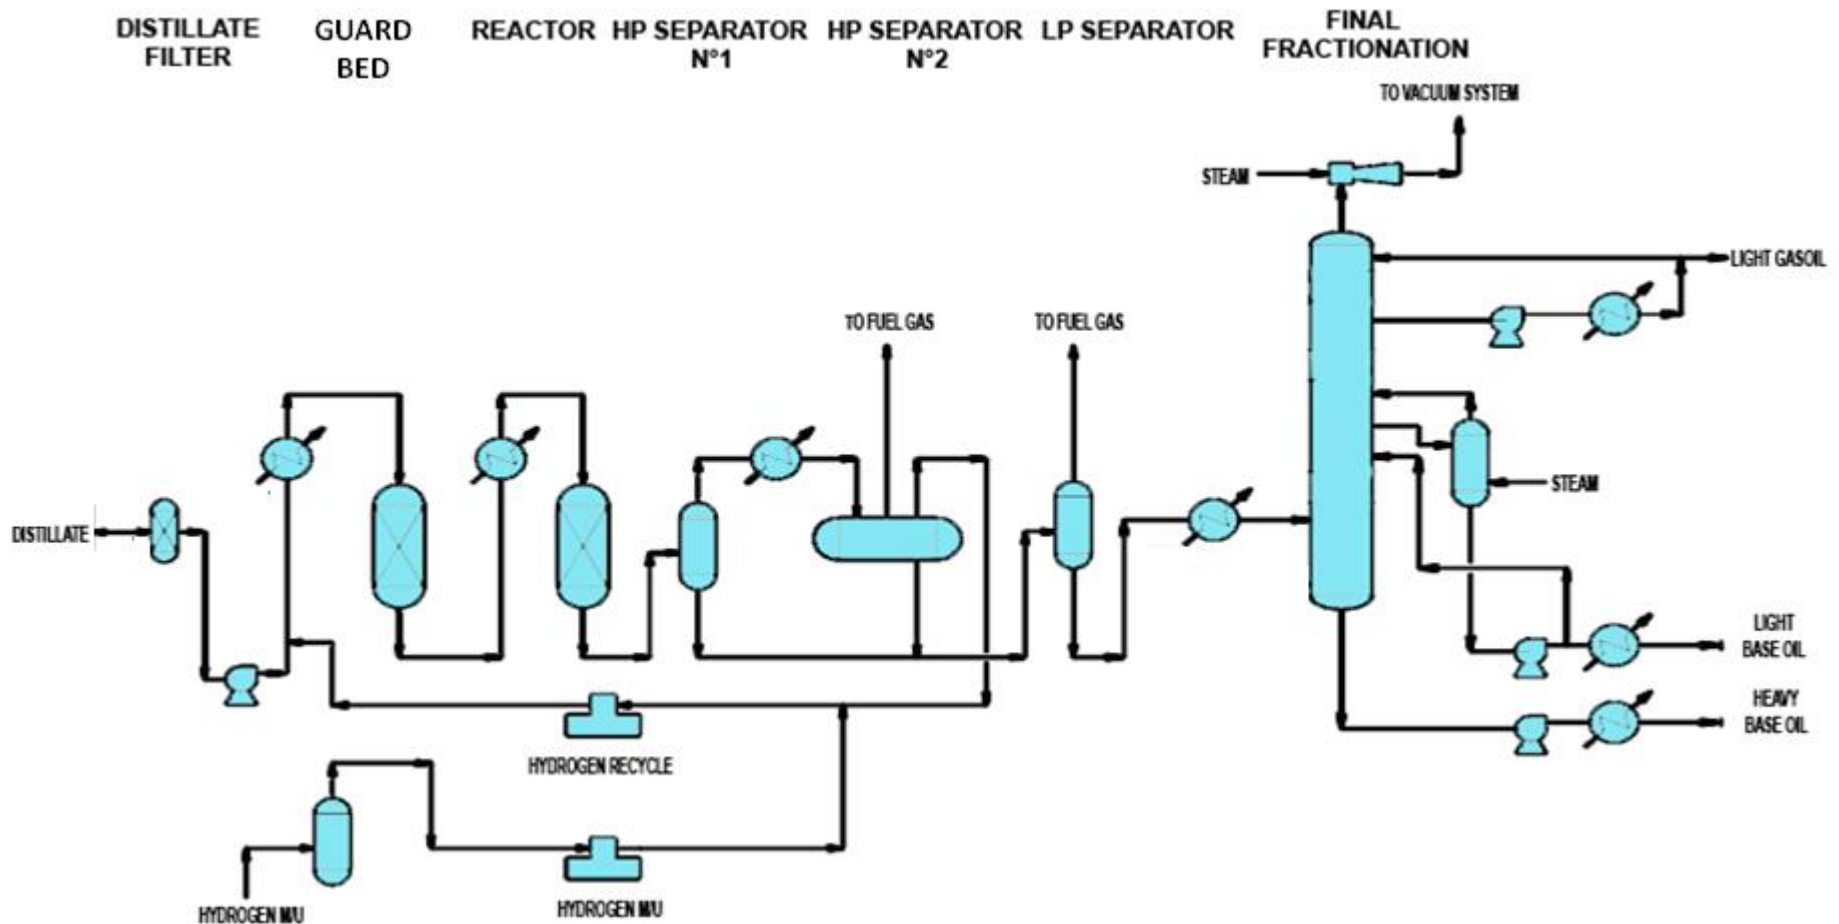 DISTILLATE
FILTER
GUARD
BED
REACTOR
HP SEPARATOR
N°1
HP SEPARATOR
N°2
LP SEPARATOR
FINAL
FRACTIONATION
TO VACUUM SYSTEM
STEAM
LIGHT GASOIL
TO FUEL GAS
TO FUEL GAS
STEAM
DISTILLATE
LIGHT
BASE OIL
HEAVY
BASE OIL
HYDROGEN RECYCLE
HYDROGEN M/U
HYDROGEN M/U